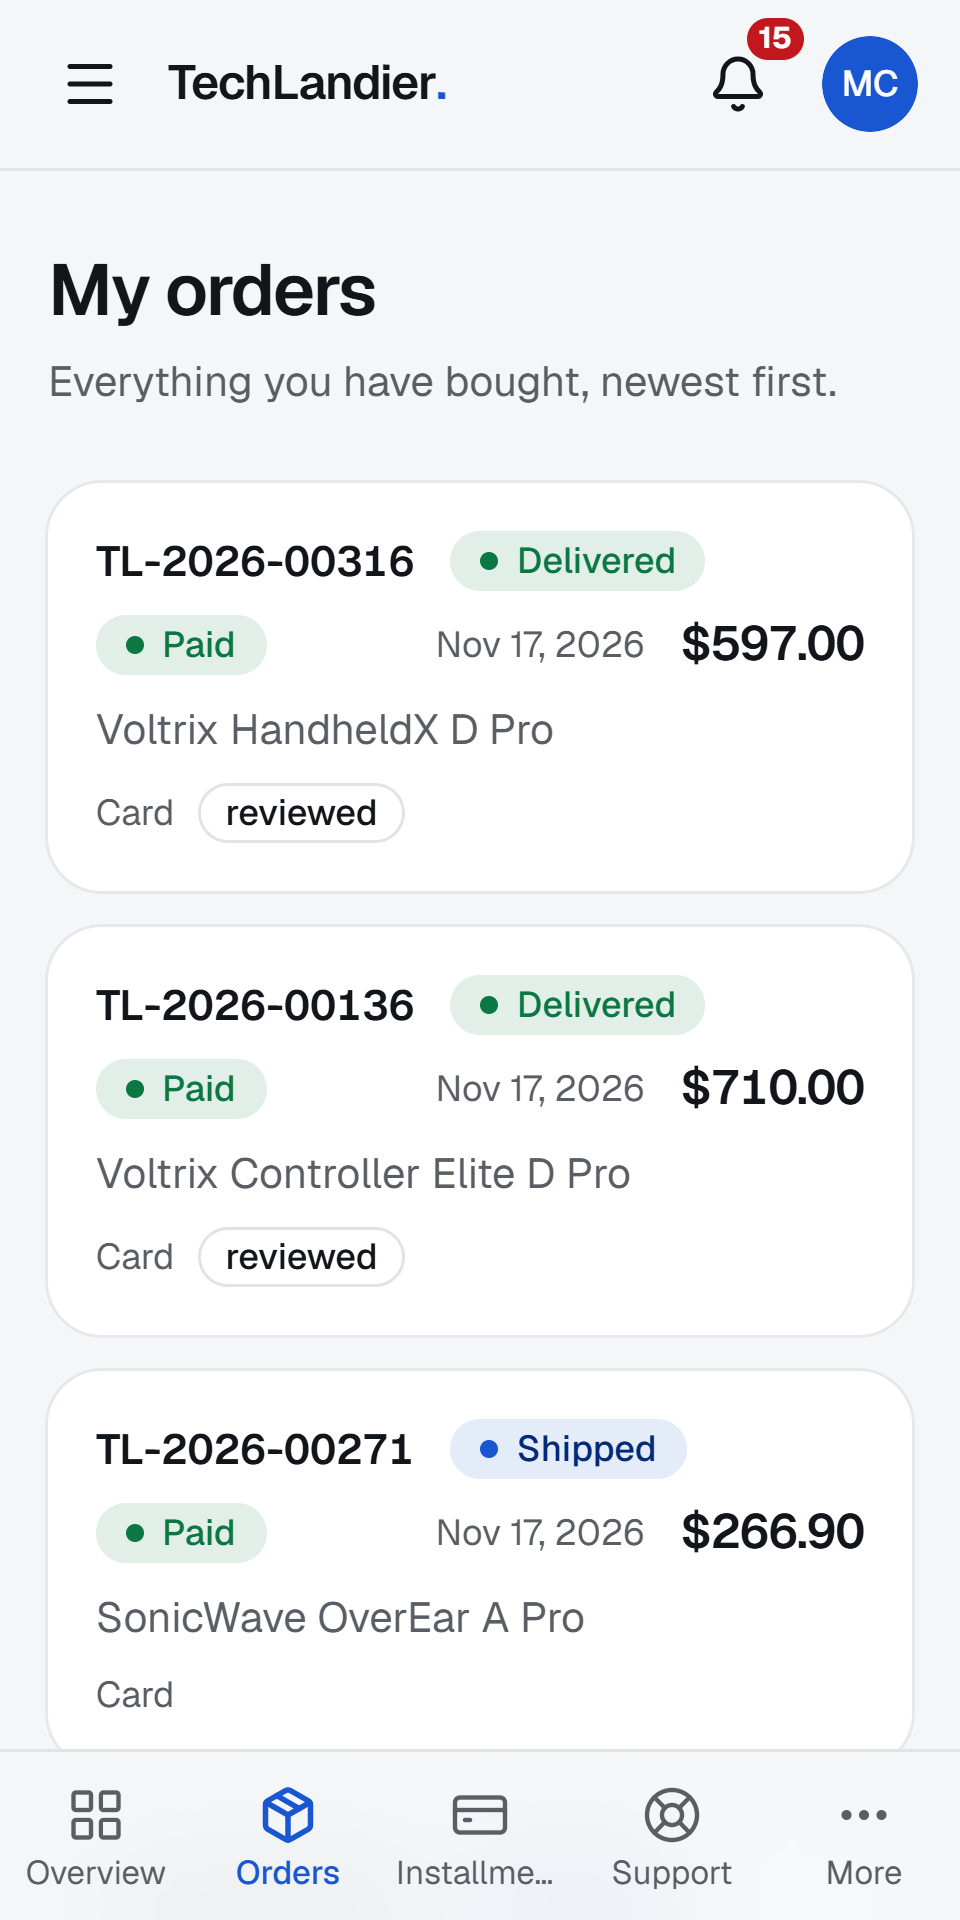 TechLandier.
15
MC
My orders
Everything you have bought, newest first.
TL-2026-00316 Delivered
Paid Nov 17, 2026 $597.00
Voltrix HandheldX D Pro
Card reviewed
TL-2026-00136 Delivered
Paid Nov 17, 2026 $710.00
Voltrix Controller Elite D Pro
Card reviewed
TL-2026-00271 Shipped
Paid Nov 17, 2026 $266.90
SonicWave OverEar A Pro
Card
Overview Orders Installme... Support More